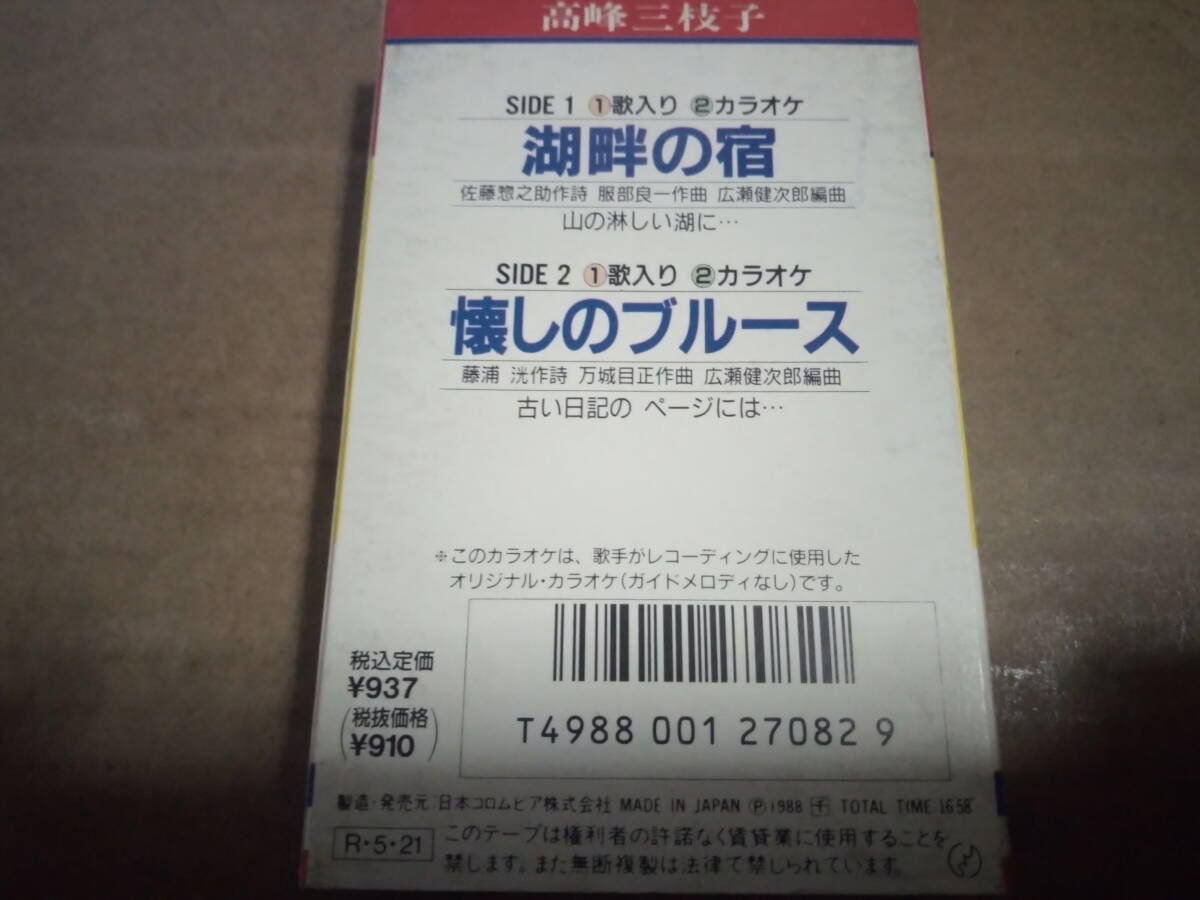 高峰三枝子
SIDE 1 ①歌入り ②カラオケ
湖畔の宿
佐藤惣之助作詩 服部良一作曲 広瀬健次郎編曲
山の淋しい湖に…
SIDE 2 ①歌入り ②カラオケ
懐しのブルース
藤浦 洸作詩 万城目正作曲 広瀬健次郎編曲
古い日記の ページには…
※このカラオケは、歌手がレコーディングに使用した
オリジナル・カラオケ(ガイドメロディなし)です。
税込定価
¥937
(税抜価格
¥910)
T4988 001 27082 9
製造・発売元/日本コロムビア株式会社 MADE IN JAPAN Ⓟ1988 千 TOTAL TIME 16'58"
R・5・21
このテープは権利者の許諾なく賃貸業に使用することを
禁します。また無断複製は法律で禁じられています。